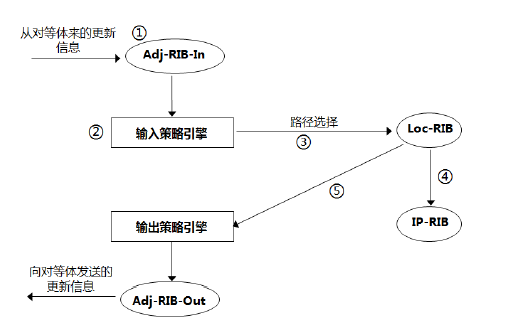 从对等体来的更新
信息
①
Adj-RIB-In
②
输入策略引擎
路径选择
③
Loc-RIB
④
⑤
IP-RIB
输出策略引擎
向对等体发送的
更新信息
Adj-RIB-Out